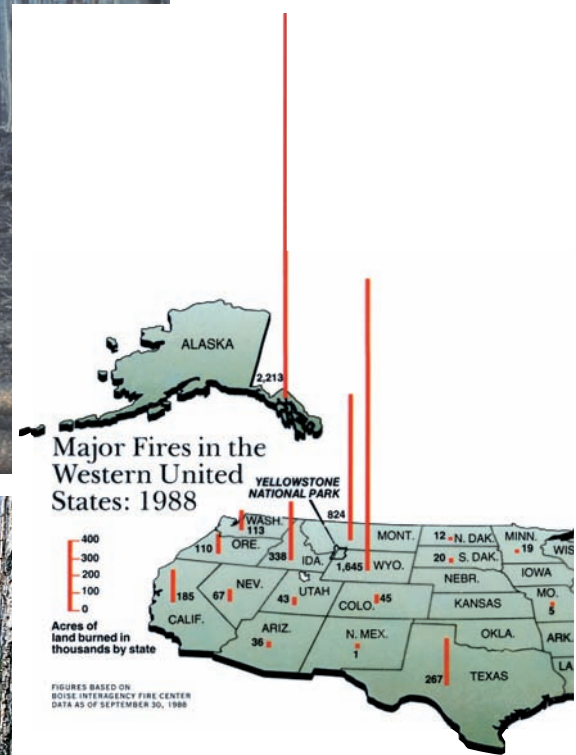 ALASKA
2,213
Major Fires in the
Western United
States: 1988
YELLOWSTONE
NATIONAL PARK
824
WASH.
113
MONT.
12 N. DAK.
MINN.
19
WIS
110
ORE.
338
IDA.
1,645
WYO.
20 S. DAK.
400
300
200
100
0
NEBR.
IOWA
185
67
NEV.
43
UTAH
COLO.
45
KANSAS
MO.
5
CALIF.
Acres of
land burned in
thousands by state
36
ARIZ.
N. MEX.
1
OKLA.
ARK.
267
TEXAS
LA.
FIGURES BASED ON
BOISE INTERAGENCY FIRE CENTER
DATA AS OF SEPTEMBER 30, 1988